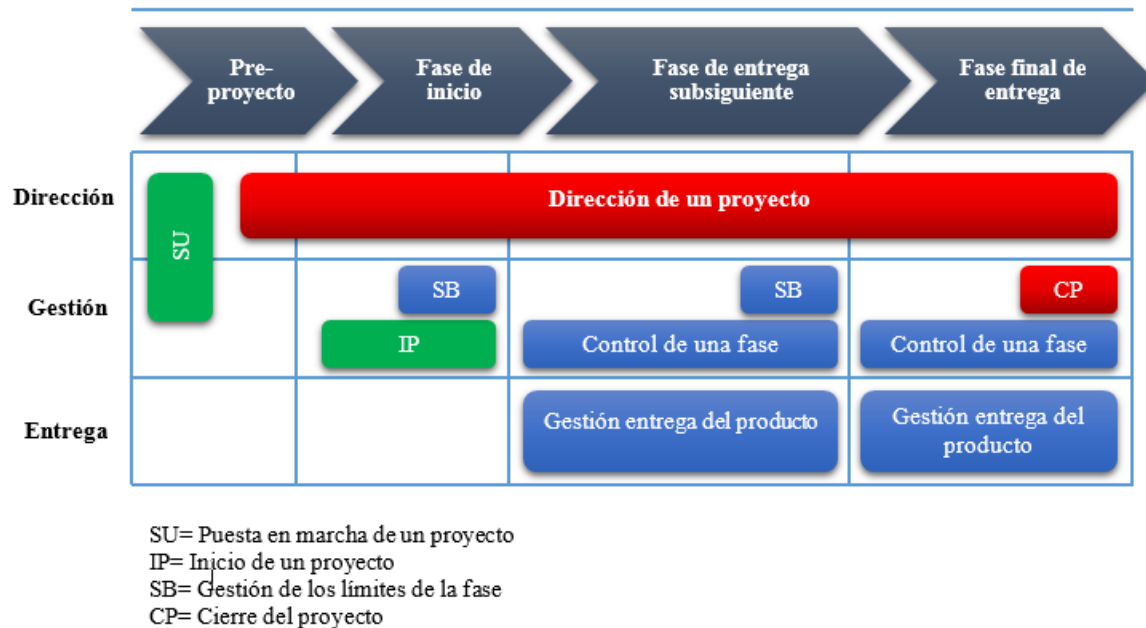 Pre-
proyecto
Fase de
inicio
Fase de entrega
subsiguiente
Fase final de
entrega
Dirección
SU
Dirección de un proyecto
Gestión
SB
SB
CP
IP
Control de una fase
Control de una fase
Entrega
Gestión entrega del producto
Gestión entrega del
producto
SU= Puesta en marcha de un proyecto
IP= Inicio de un proyecto
SB= Gestión de los límites de la fase
CP= Cierre del proyecto